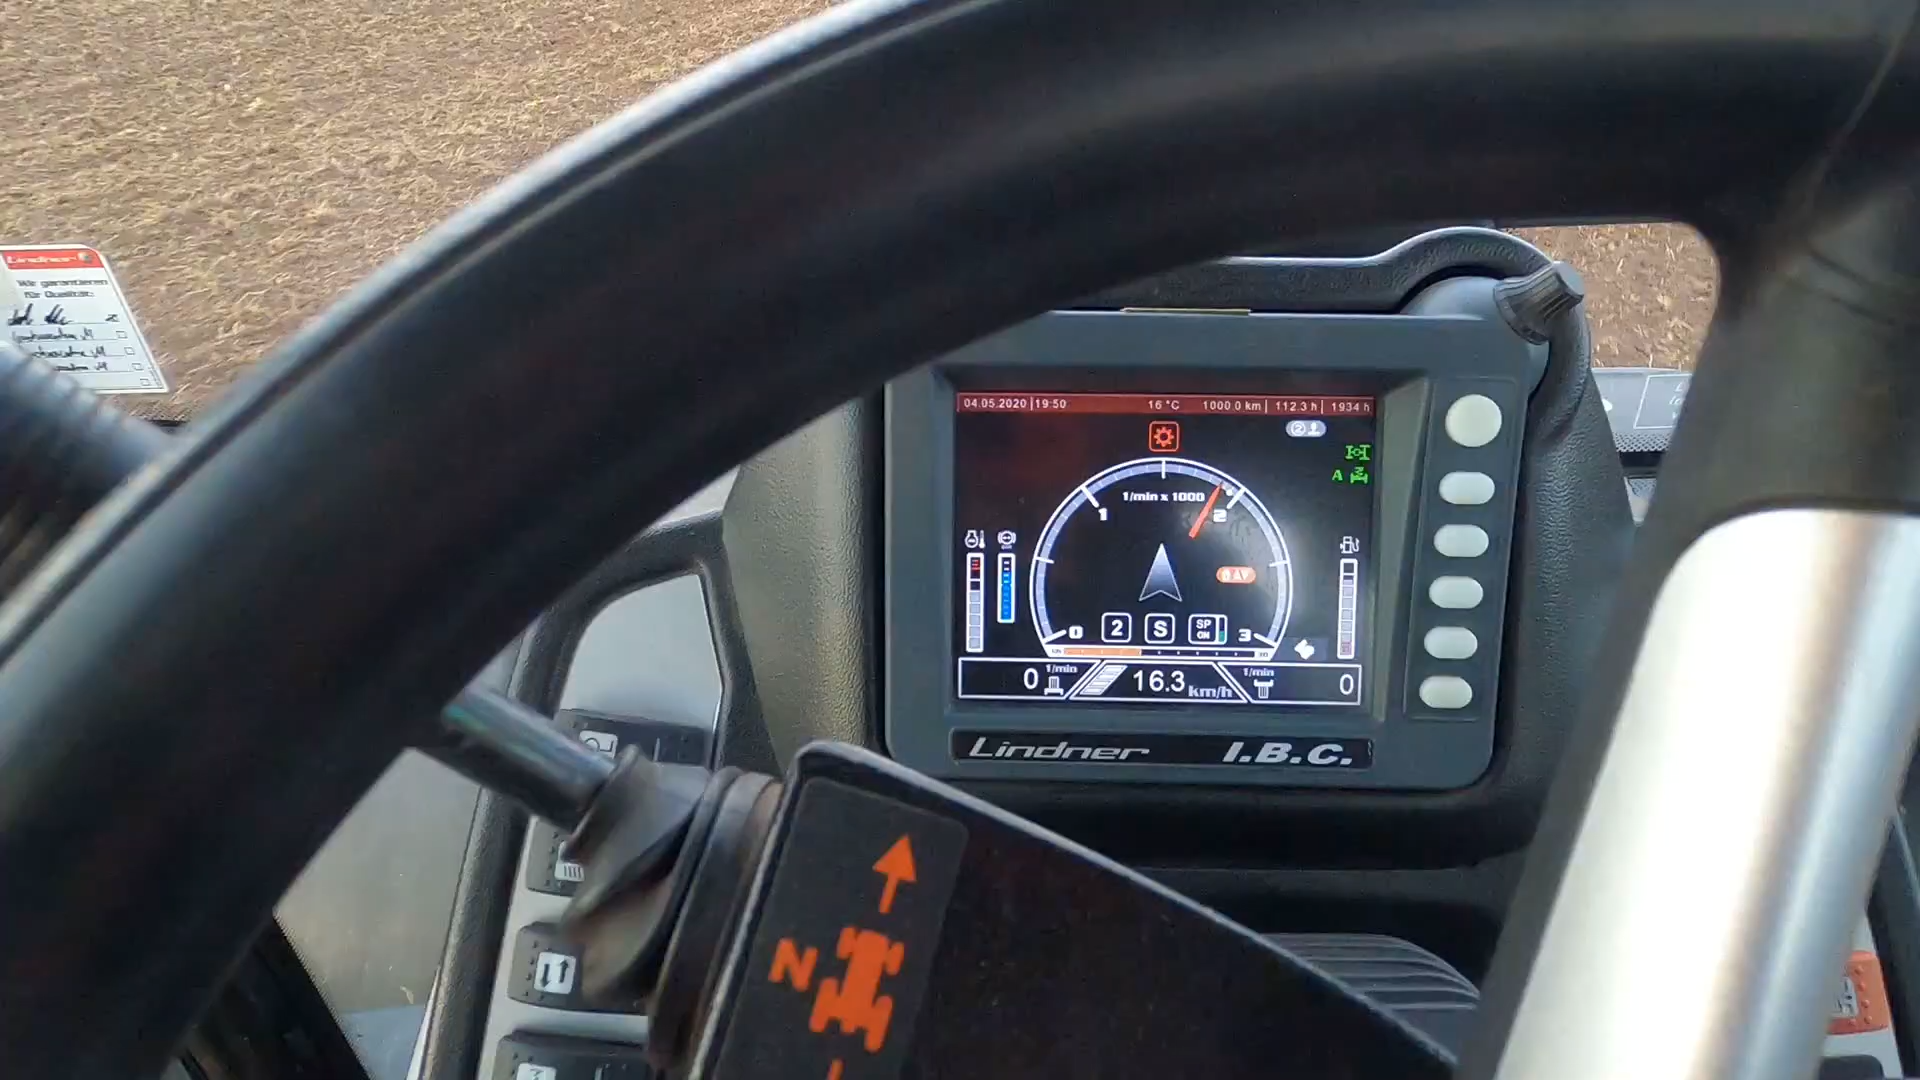 Lindner
Wir garantieren
für Qualität:
04.05.2020 | 19:50 16 °C 1000.0 km | 112.3 h | 1934 h
2
A
1/min x 1000
1
2
0
2
S
SP
ON
3
0 1/min
16.3 km/h
1/min 0
Lindner I.B.C.
N